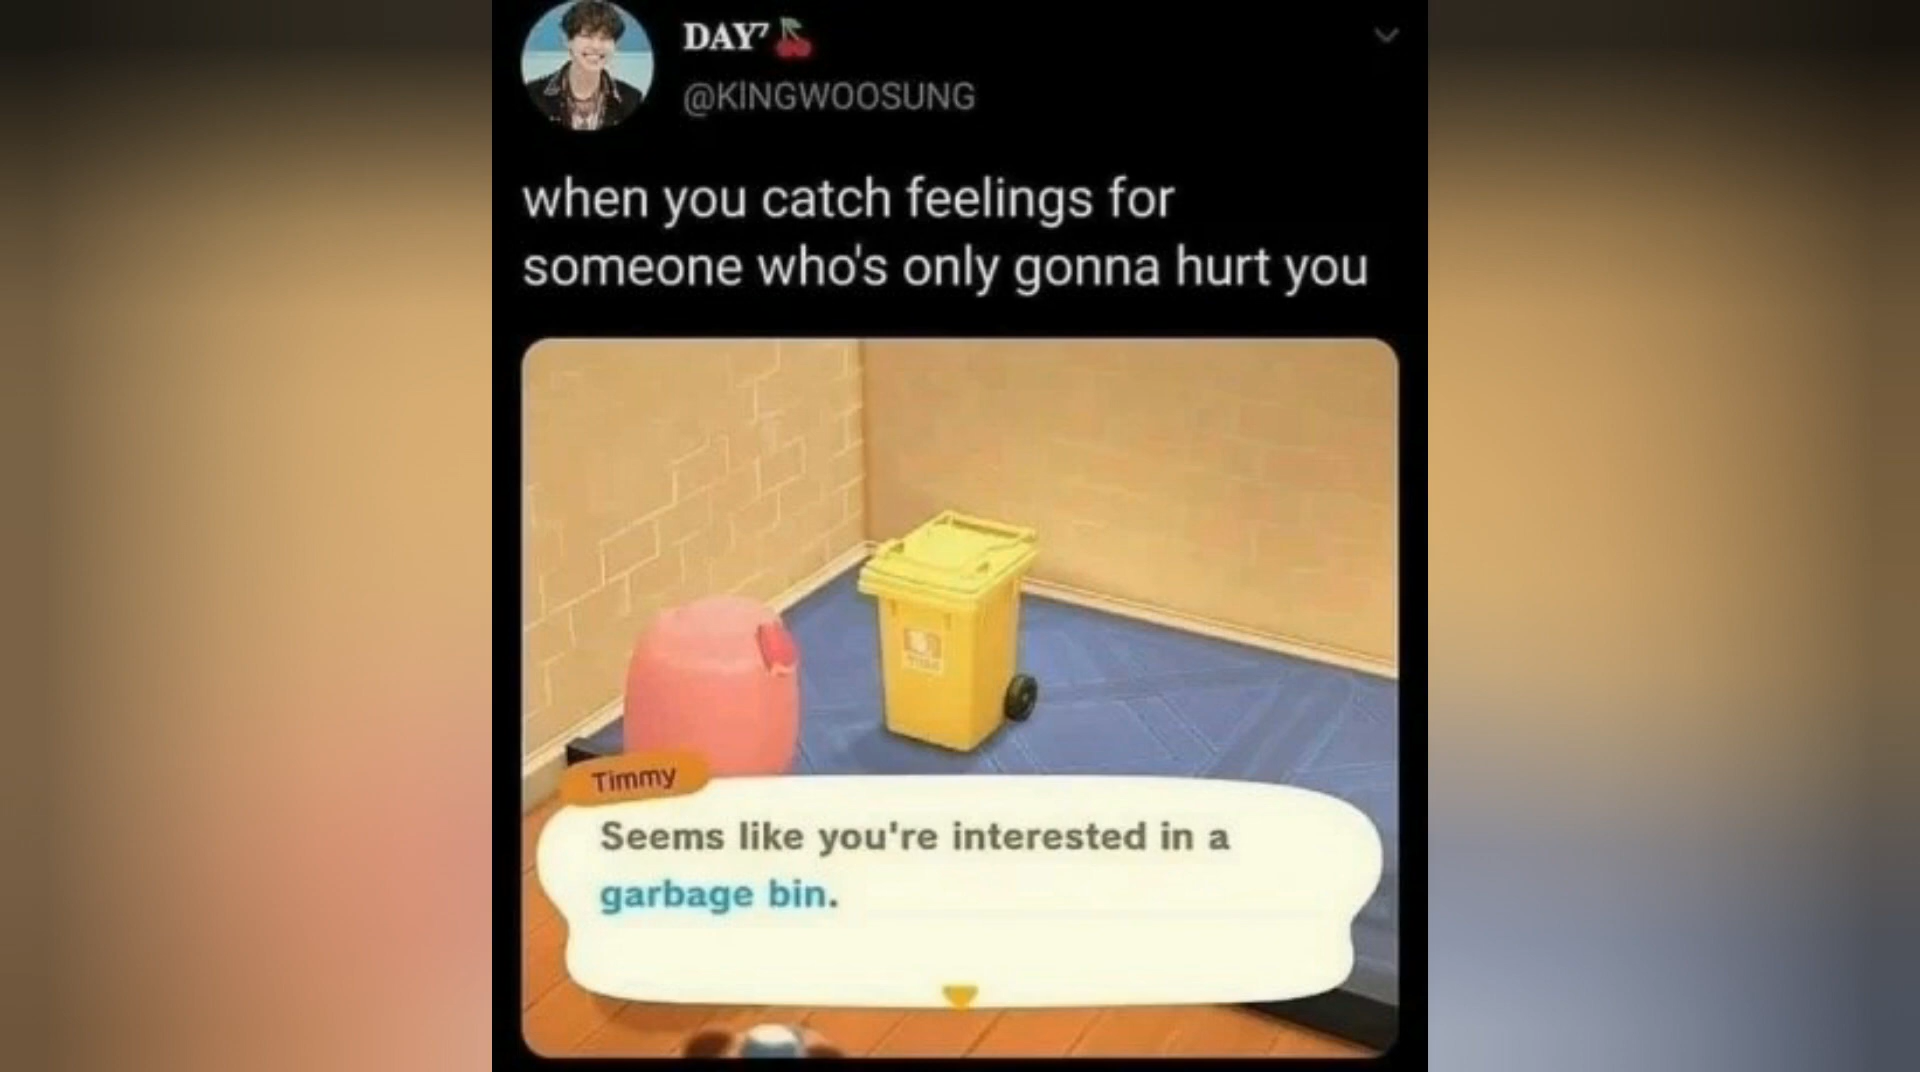 DAY⁷🍒
@KINGWOOSUNG
when you catch feelings for
someone who's only gonna hurt you
Timmy
Seems like you're interested in a
garbage bin.